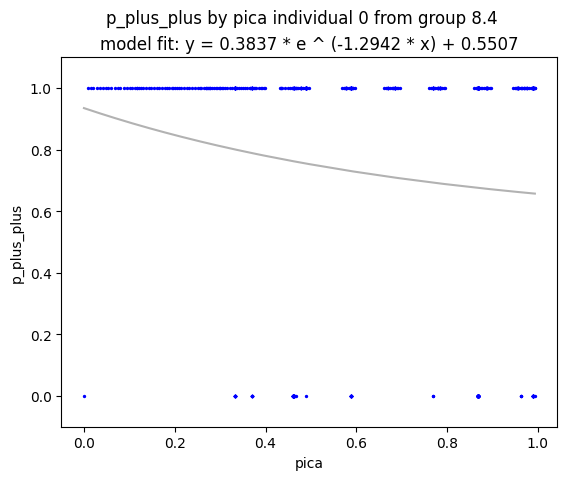 p_plus_plus by pica individual 0 from group 8.4
model fit: y = 0.3837 * e ^ (-1.2942 * x) + 0.5507
1.0
0.8
0.6
0.4
0.2
0.0
p_plus_plus
0.0 0.2 0.4 0.6 0.8 1.0
pica